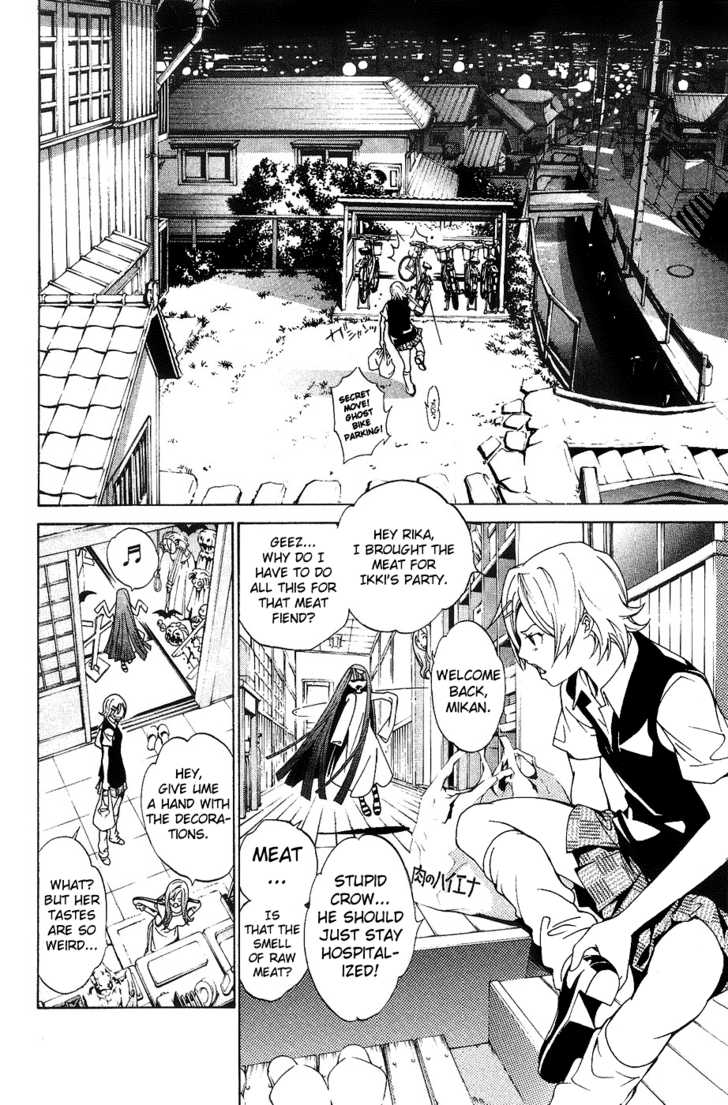 SECRET
MOVE!
GHOST
BIKE
PARKING!
HEY RIKA,
I BROUGHT THE
MEAT FOR
IKKI'S PARTY.
GEEZ...
WHY DO I
HAVE TO DO
ALL THIS FOR
THAT MEAT
FIEND?
WELCOME
BACK,
MIKAN.
肉のハイエナ
STUPID
CROW...
HE SHOULD
JUST STAY
HOSPITAL-
IZED!
MEAT
...
IS
THAT THE
SMELL
OF RAW
MEAT?
HEY,
GIVE UME
A HAND WITH
THE DECORA-
TIONS.
WHAT?
BUT HER
TASTES
ARE SO
WEIRD...